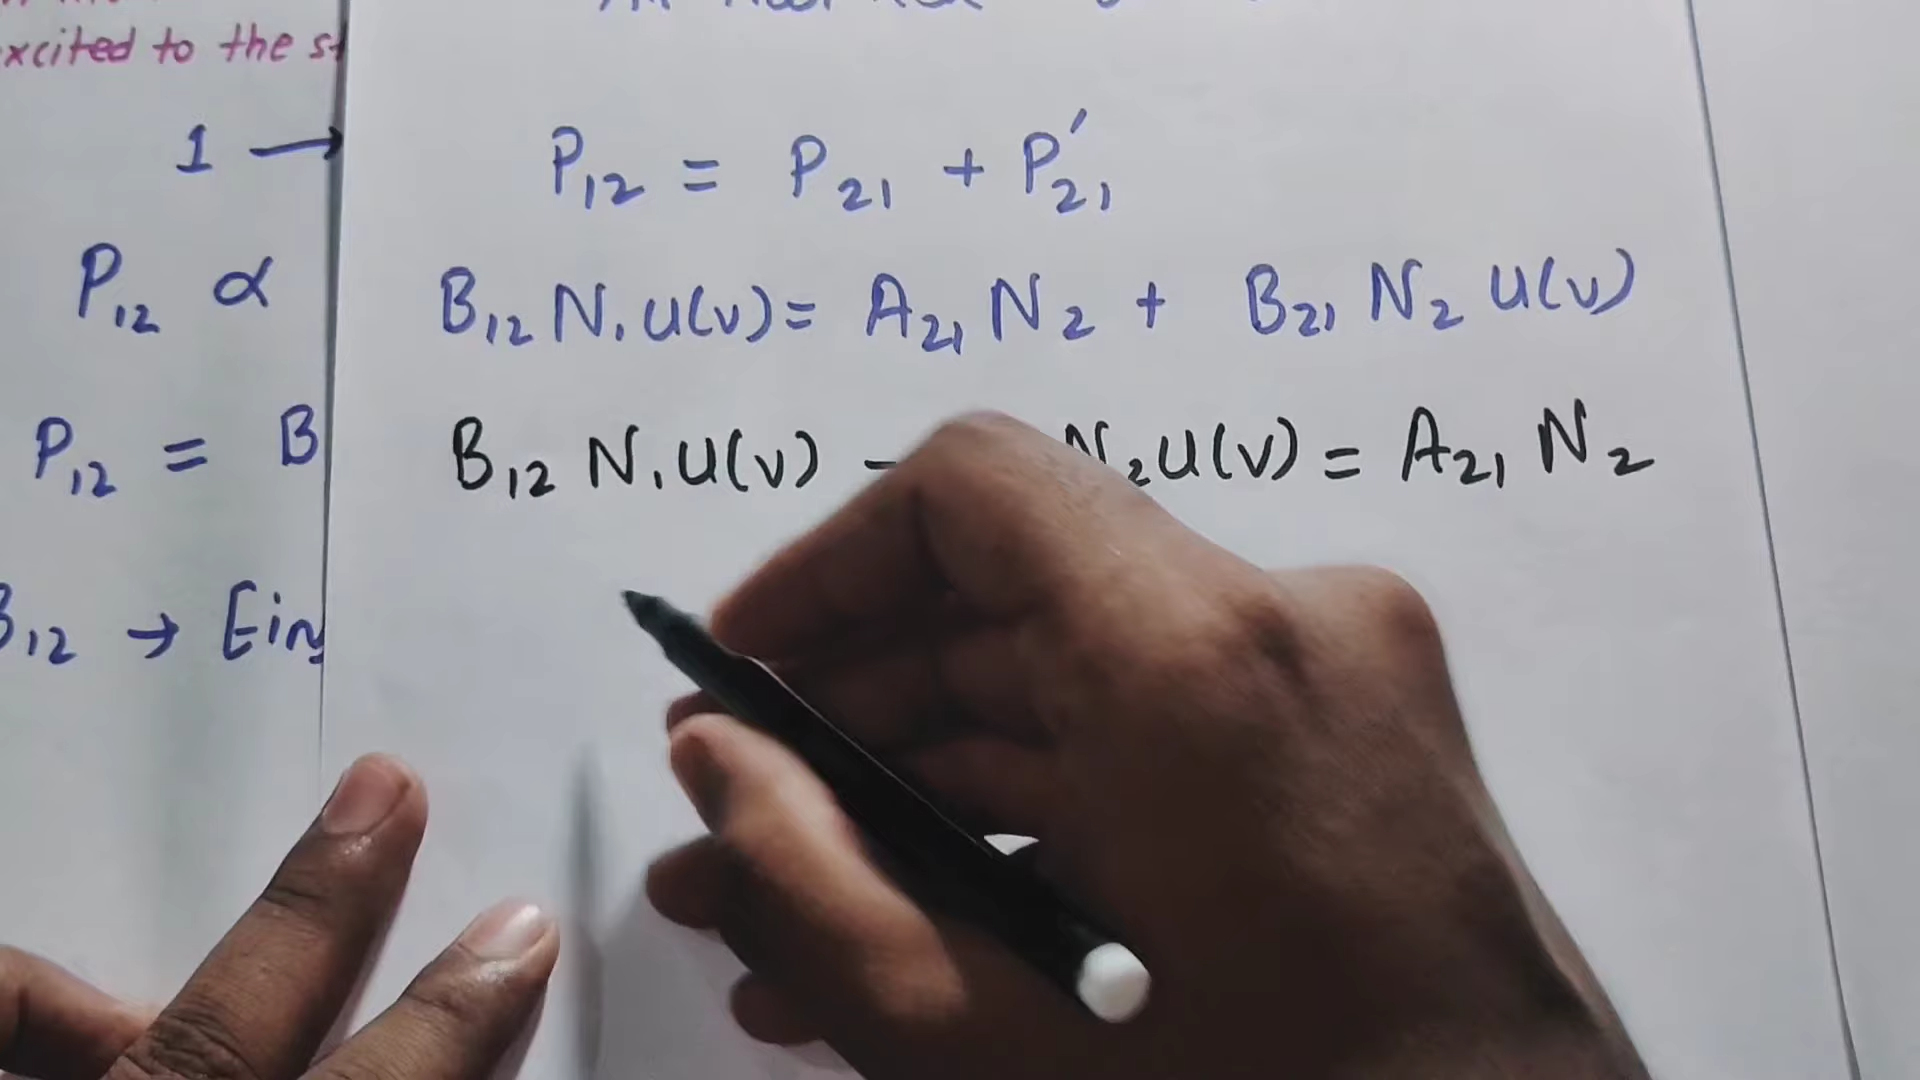 xcited to the st
1 →
P₁₂ ∝
P₁₂ = B
B₁₂ → Ein
P₁₂ = P₂₁ + P′₂₁
B₁₂ N₁ u(ν) = A₂₁ N₂ + B₂₁ N₂ u(ν)
B₁₂ N₁ u(ν) – N₂ u(ν) = A₂₁ N₂